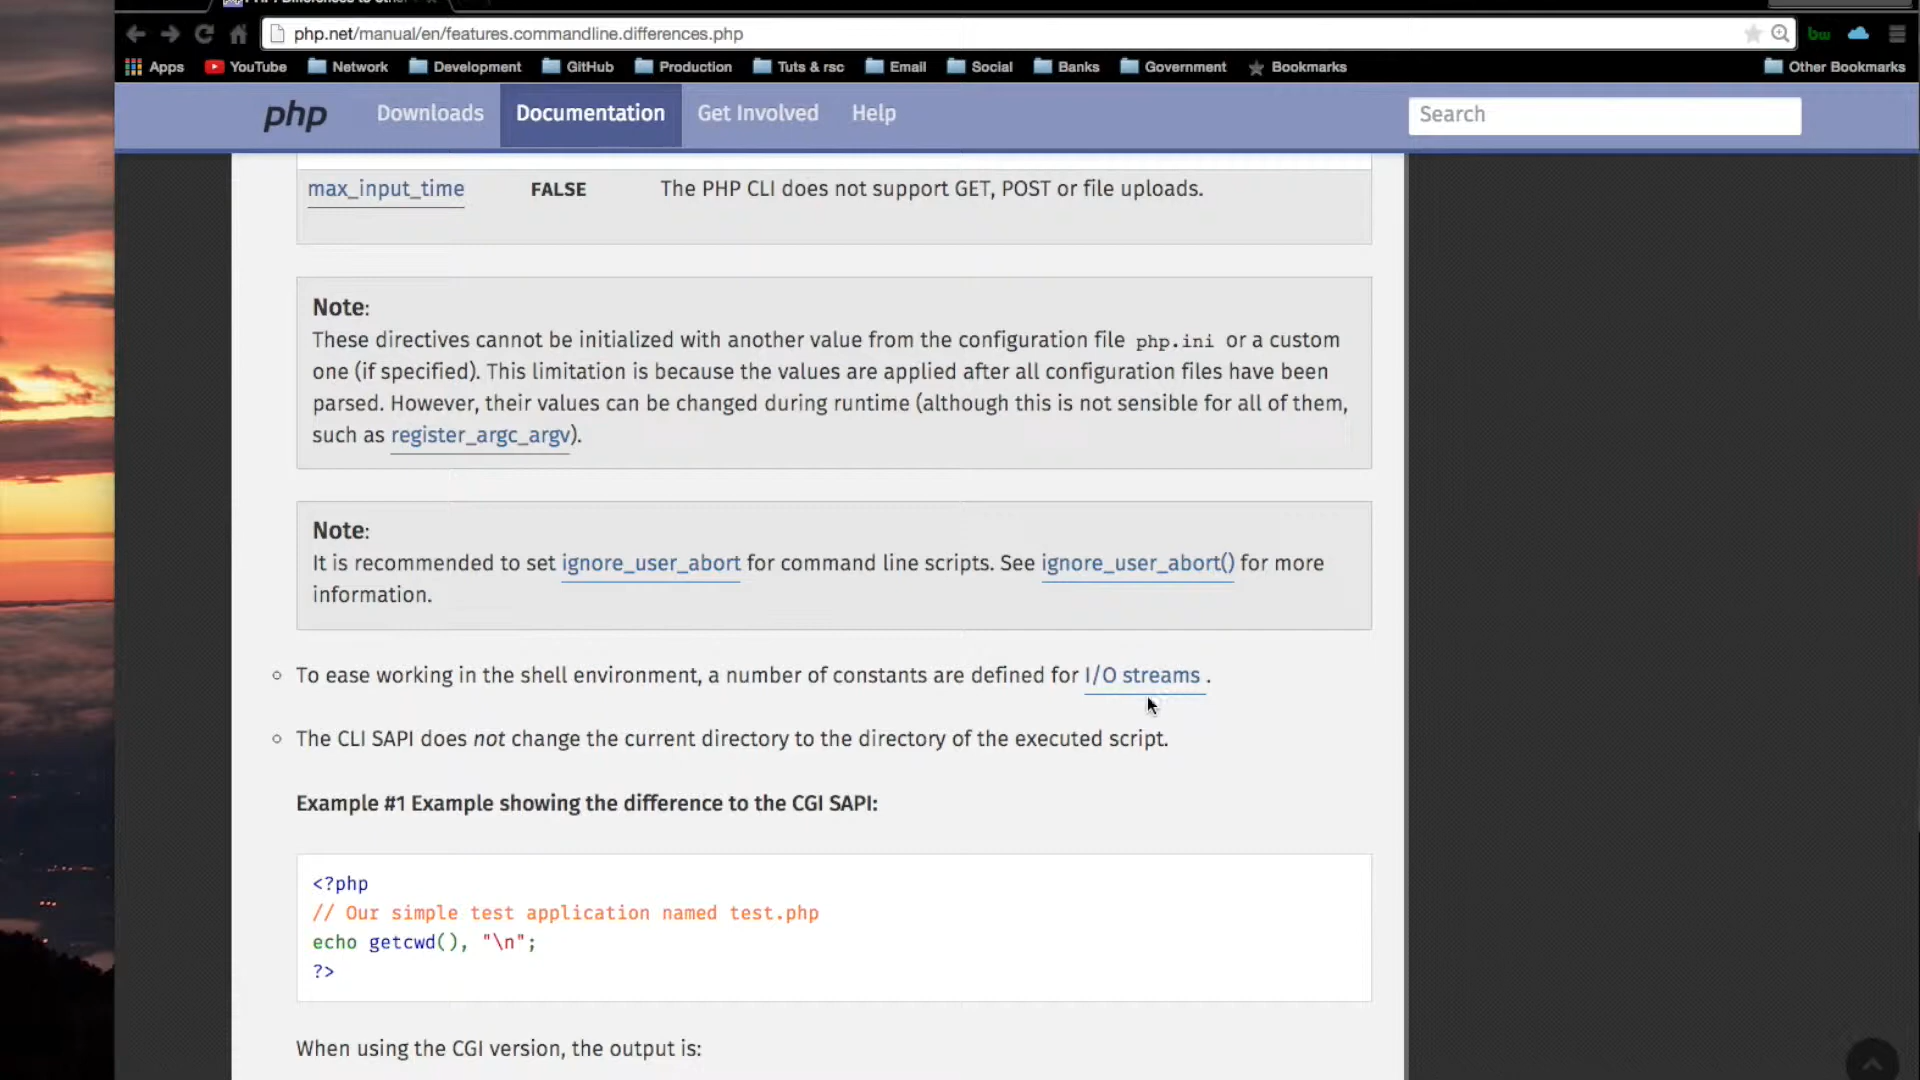 php.net/manual/en/features.commandline.differences.php
bw
Apps YouTube Network Development GitHub Production Tuts & rsc Email Social Banks Government Bookmarks Other Bookmarks
php Downloads Documentation Get Involved Help Search
max_input_time FALSE The PHP CLI does not support GET, POST or file uploads.
Note:
These directives cannot be initialized with another value from the configuration file php.ini or a custom
one (if specified). This limitation is because the values are applied after all configuration files have been
parsed. However, their values can be changed during runtime (although this is not sensible for all of them,
such as register_argc_argv).
Note:
It is recommended to set ignore_user_abort for command line scripts. See ignore_user_abort() for more
information.
To ease working in the shell environment, a number of constants are defined for I/O streams .
The CLI SAPI does not change the current directory to the directory of the executed script.
Example #1 Example showing the difference to the CGI SAPI:
<?php
// Our simple test application named test.php
echo getcwd(), "\n";
?>
When using the CGI version, the output is: